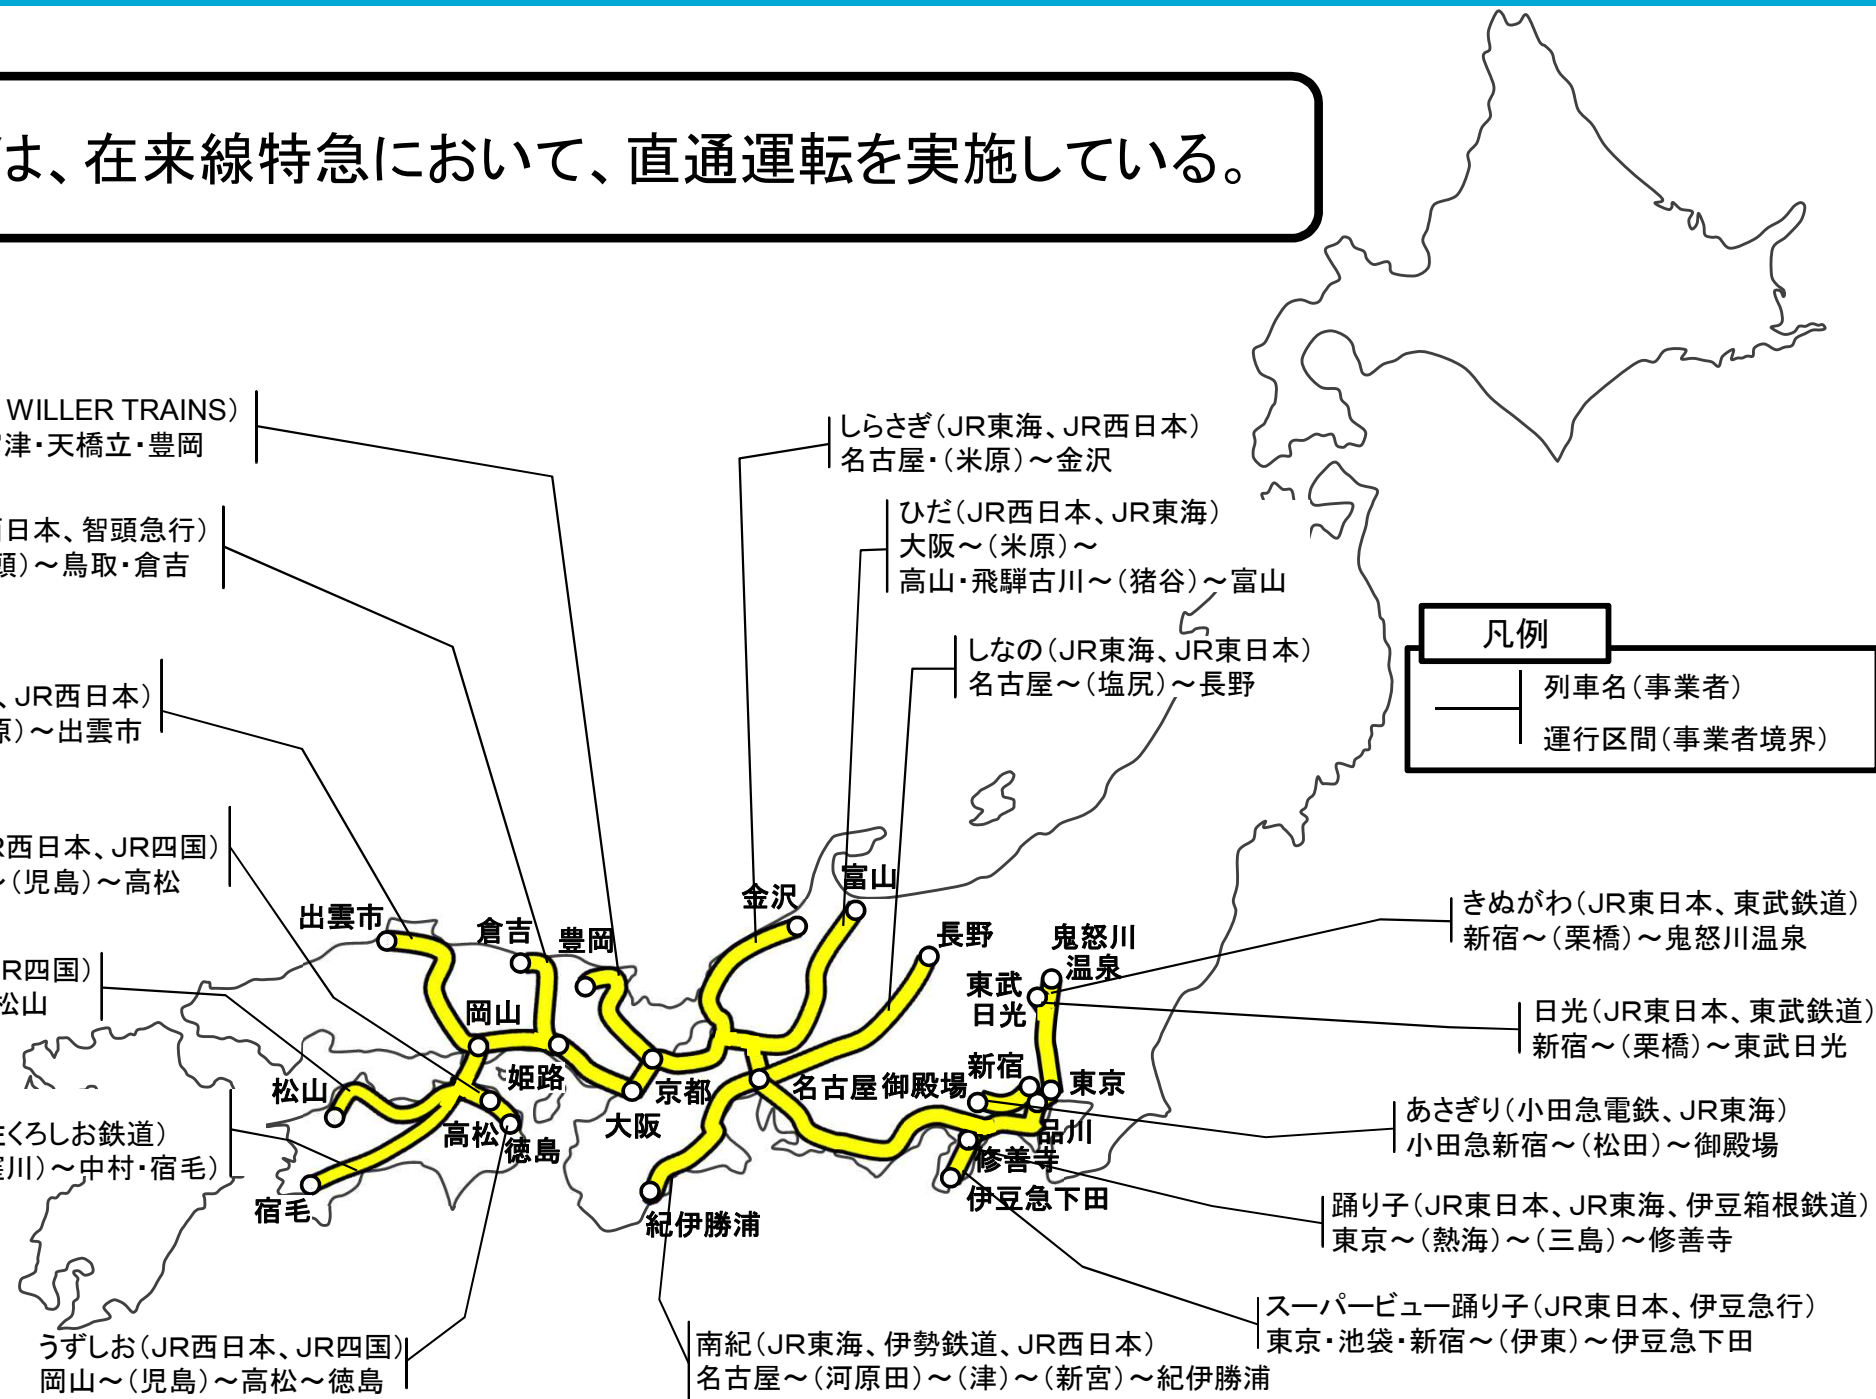 は、在来線特急において、直通運転を実施している。
WILLER TRAINS)
津・天橋立・豊岡
日本、智頭急行)
頭)～鳥取・倉吉
、JR西日本)
原)～出雲市
R西日本、JR四国)
～(児島)～高松
R四国)
松山
くろしお鉄道)
窪川)～中村・宿毛)
うずしお(JR西日本、JR四国)
岡山～(児島)～高松～徳島
しらさぎ(JR東海、JR西日本)
名古屋・(米原)～金沢
ひだ(JR西日本、JR東海)
大阪～(米原)～
高山・飛騨古川～(猪谷)～富山
しなの(JR東海、JR東日本)
名古屋～(塩尻)～長野
凡例
列車名(事業者)
運行区間(事業者境界)
きぬがわ(JR東日本、東武鉄道)
新宿～(栗橋)～鬼怒川温泉
日光(JR東日本、東武鉄道)
新宿～(栗橋)～東武日光
あさぎり(小田急電鉄、JR東海)
小田急新宿～(松田)～御殿場
踊り子(JR東日本、JR東海、伊豆箱根鉄道)
東京～(熱海)～(三島)～修善寺
スーパービュー踊り子(JR東日本、伊豆急行)
東京・池袋・新宿～(伊東)～伊豆急下田
南紀(JR東海、伊勢鉄道、JR西日本)
名古屋～(河原田)～(津)～(新宮)～紀伊勝浦
出雲市
倉吉
豊岡
金沢
富山
長野
鬼怒川
温泉
東武
日光
岡山
姫路
京都
大阪
名古屋
御殿場
新宿
東京
品川
修善寺
伊豆急下田
松山
高松
徳島
宿毛
紀伊勝浦